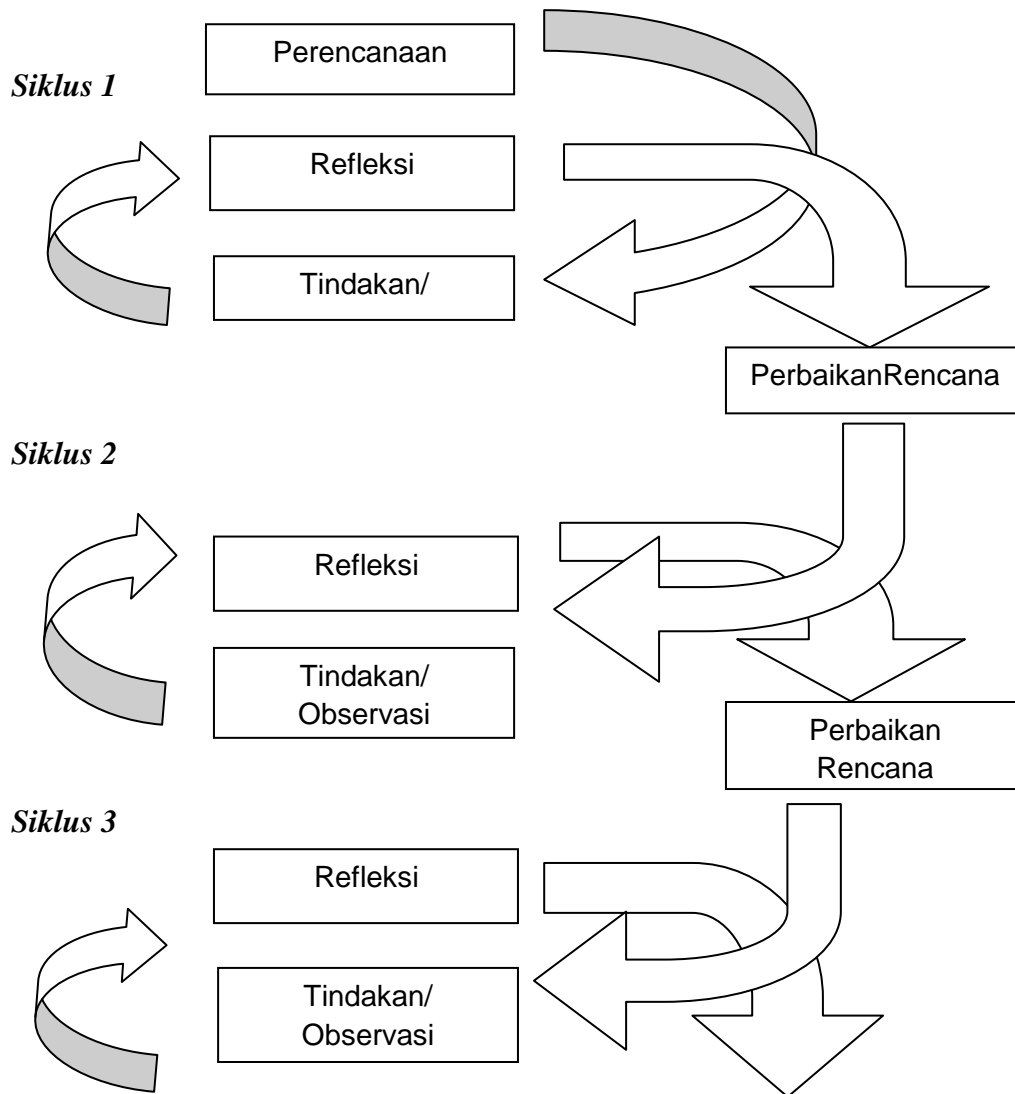 Perencanaan
Siklus 1
Refleksi
Tindakan/
PerbaikanRencana
Siklus 2
Refleksi
Tindakan/
Observasi
Perbaikan
Rencana
Siklus 3
Refleksi
Tindakan/
Observasi